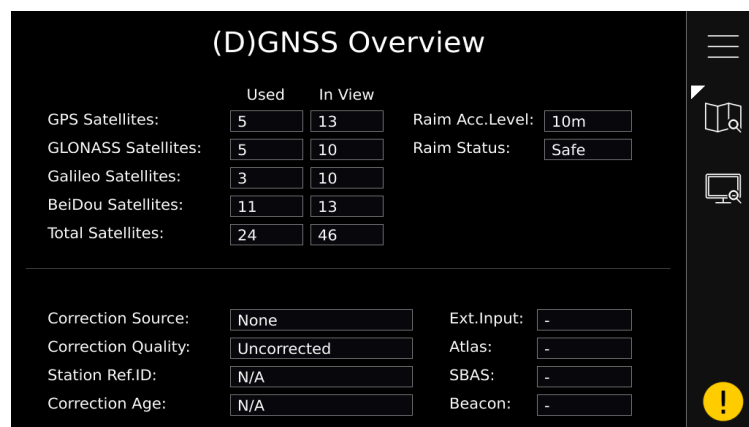 (D)GNSS Overview
Used In View
GPS Satellites: 5 13 Raim Acc.Level: 10m
GLONASS Satellites: 5 10 Raim Status: Safe
Galileo Satellites: 3 10
BeiDou Satellites: 11 13
Total Satellites: 24 46
Correction Source: None Ext.Input: -
Correction Quality: Uncorrected Atlas: -
Station Ref.ID: N/A SBAS: -
Correction Age: N/A Beacon: -
!